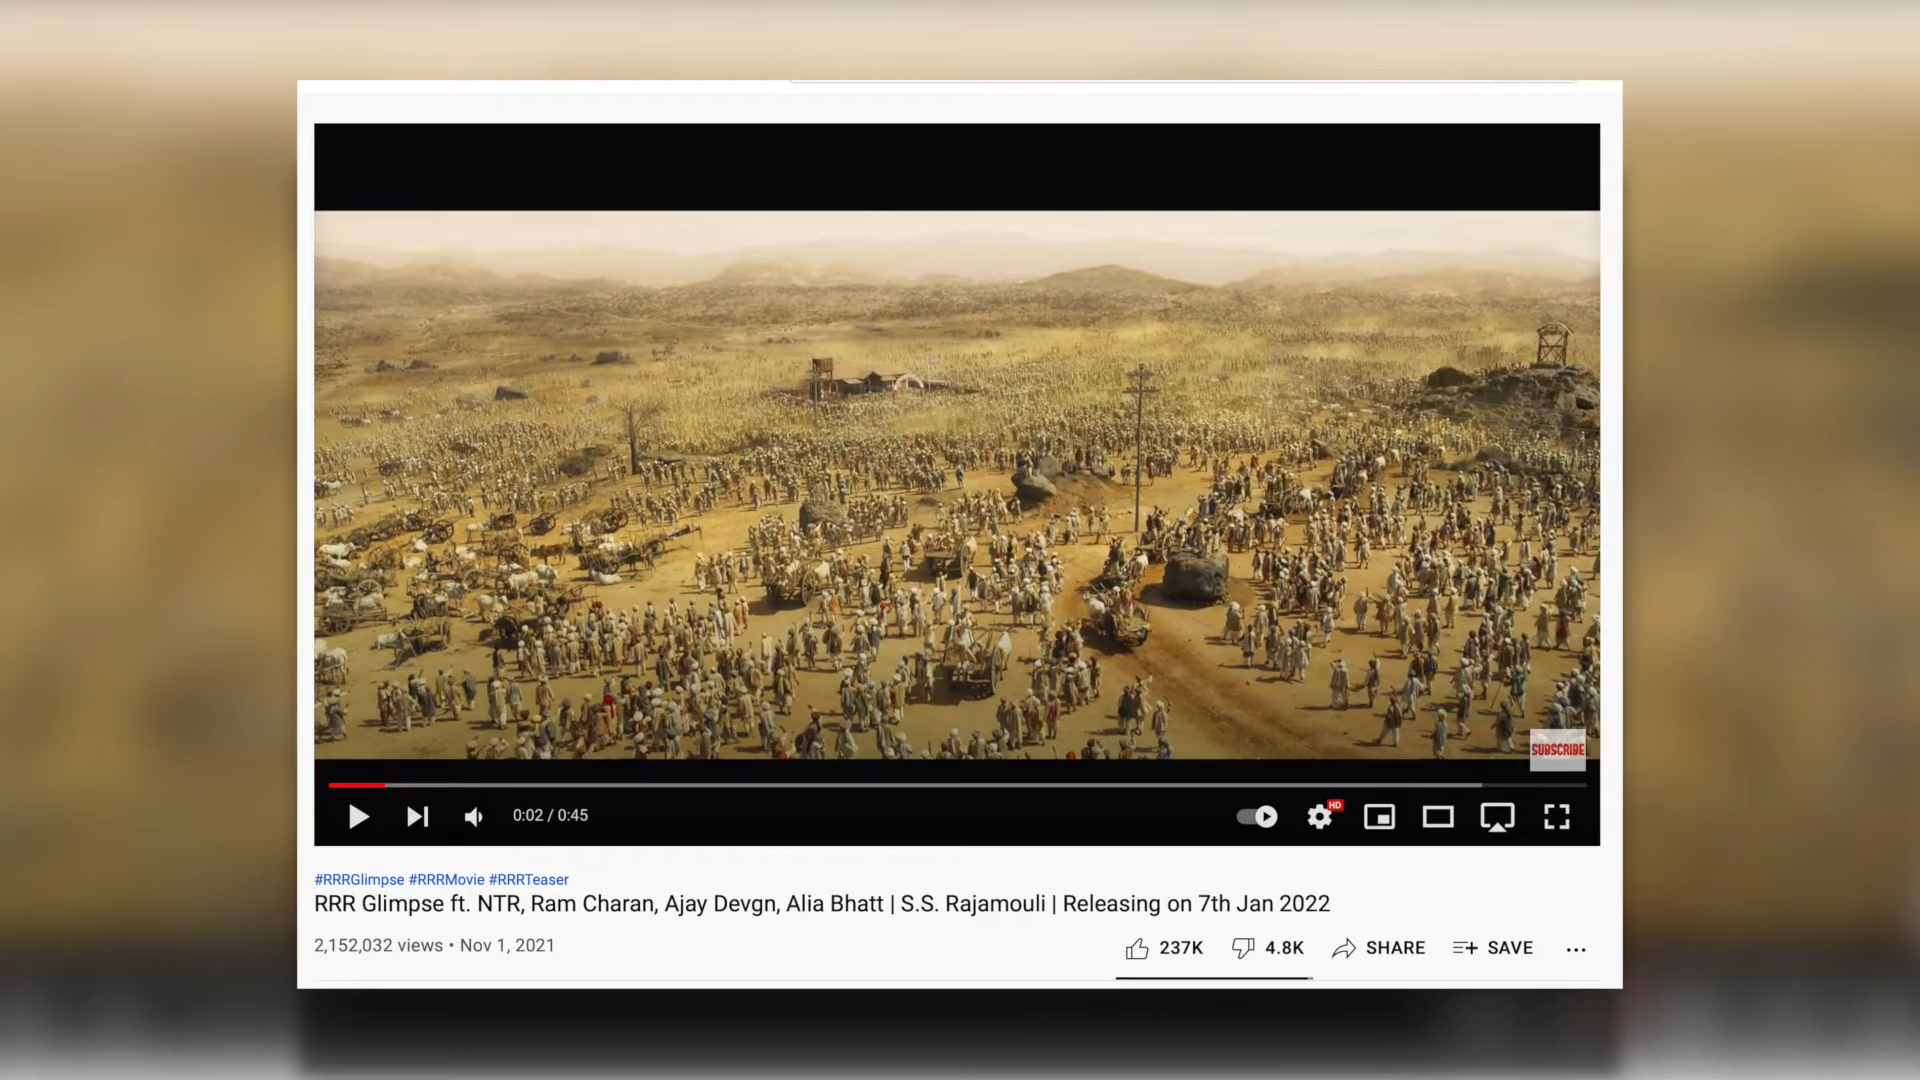 SUBSCRIBE
0:02 / 0:45
HD
#RRRGlimpse #RRRMovie #RRRTeaser
RRR Glimpse ft. NTR, Ram Charan, Ajay Devgn, Alia Bhatt | S.S. Rajamouli | Releasing on 7th Jan 2022
2,152,032 views • Nov 1, 2021
237K 4.8K SHARE SAVE